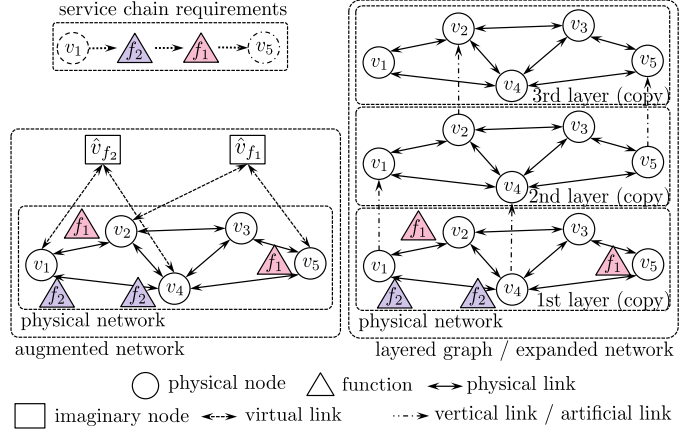 service chain requirements
v1 f2 f1 v5
v̂f2 v̂f1
f1 v2 v3
v1 f1 v5
f2 f2 v4
physical network
augmented network
v2 v3
v1 v5
v4
3rd layer (copy)
v2 v3
v1 v5
v4
2nd layer (copy)
f1 v2 v3
v1 f1 v5
f2 f2 v4
1st layer (copy)
physical network
layered graph / expanded network
physical node function physical link
imaginary node virtual link vertical link / artificial link